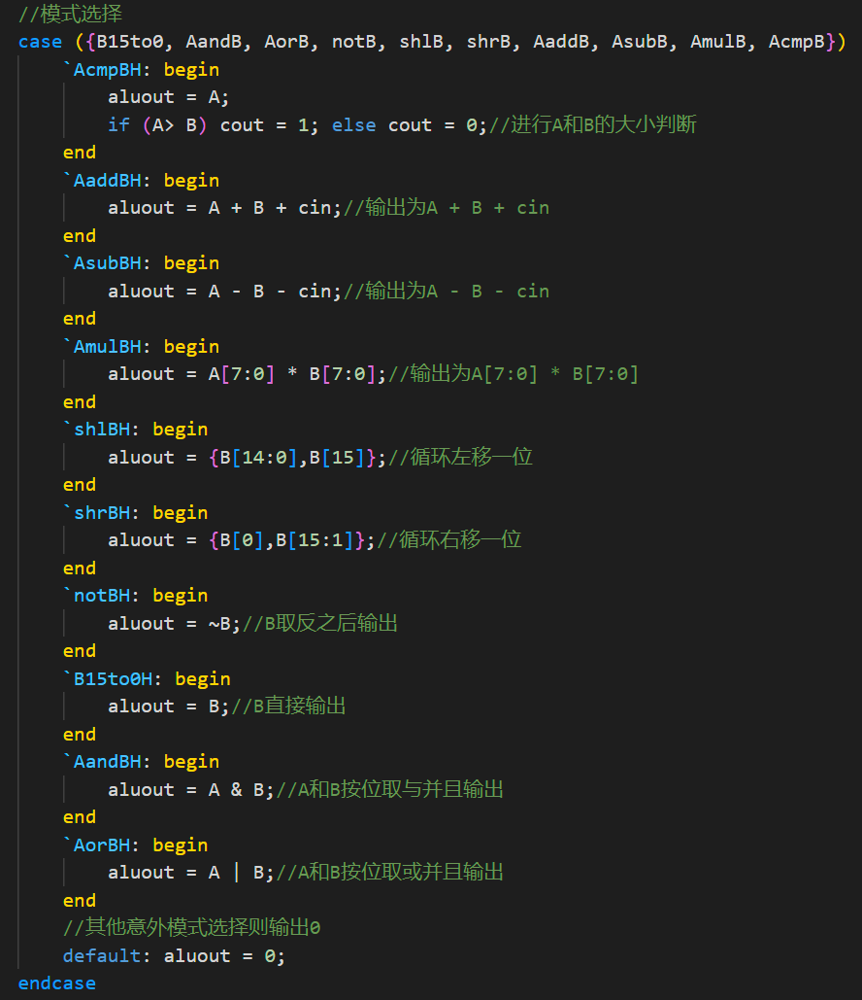 //模式选择
case ({B15to0, AandB, AorB, notB, shlB, shrB, AaddB, AsubB, AmulB, AcmpB})
    `AcmpBH: begin
        aluout = A;
        if (A> B) cout = 1; else cout = 0;//进行A和B的大小判断
    end
    `AaddBH: begin
        aluout = A + B + cin;//输出为A + B + cin
    end
    `AsubBH: begin
        aluout = A - B - cin;//输出为A - B - cin
    end
    `AmulBH: begin
        aluout = A[7:0] * B[7:0];//输出为A[7:0] * B[7:0]
    end
    `shlBH: begin
        aluout = {B[14:0],B[15]};//循环左移一位
    end
    `shrBH: begin
        aluout = {B[0],B[15:1]};//循环右移一位
    end
    `notBH: begin
        aluout = ~B;//B取反之后输出
    end
    `B15to0H: begin
        aluout = B;//B直接输出
    end
    `AandBH: begin
        aluout = A & B;//A和B按位取与并且输出
    end
    `AorBH: begin
        aluout = A | B;//A和B按位取或并且输出
    end
    //其他意外模式选择则输出0
    default: aluout = 0;
endcase